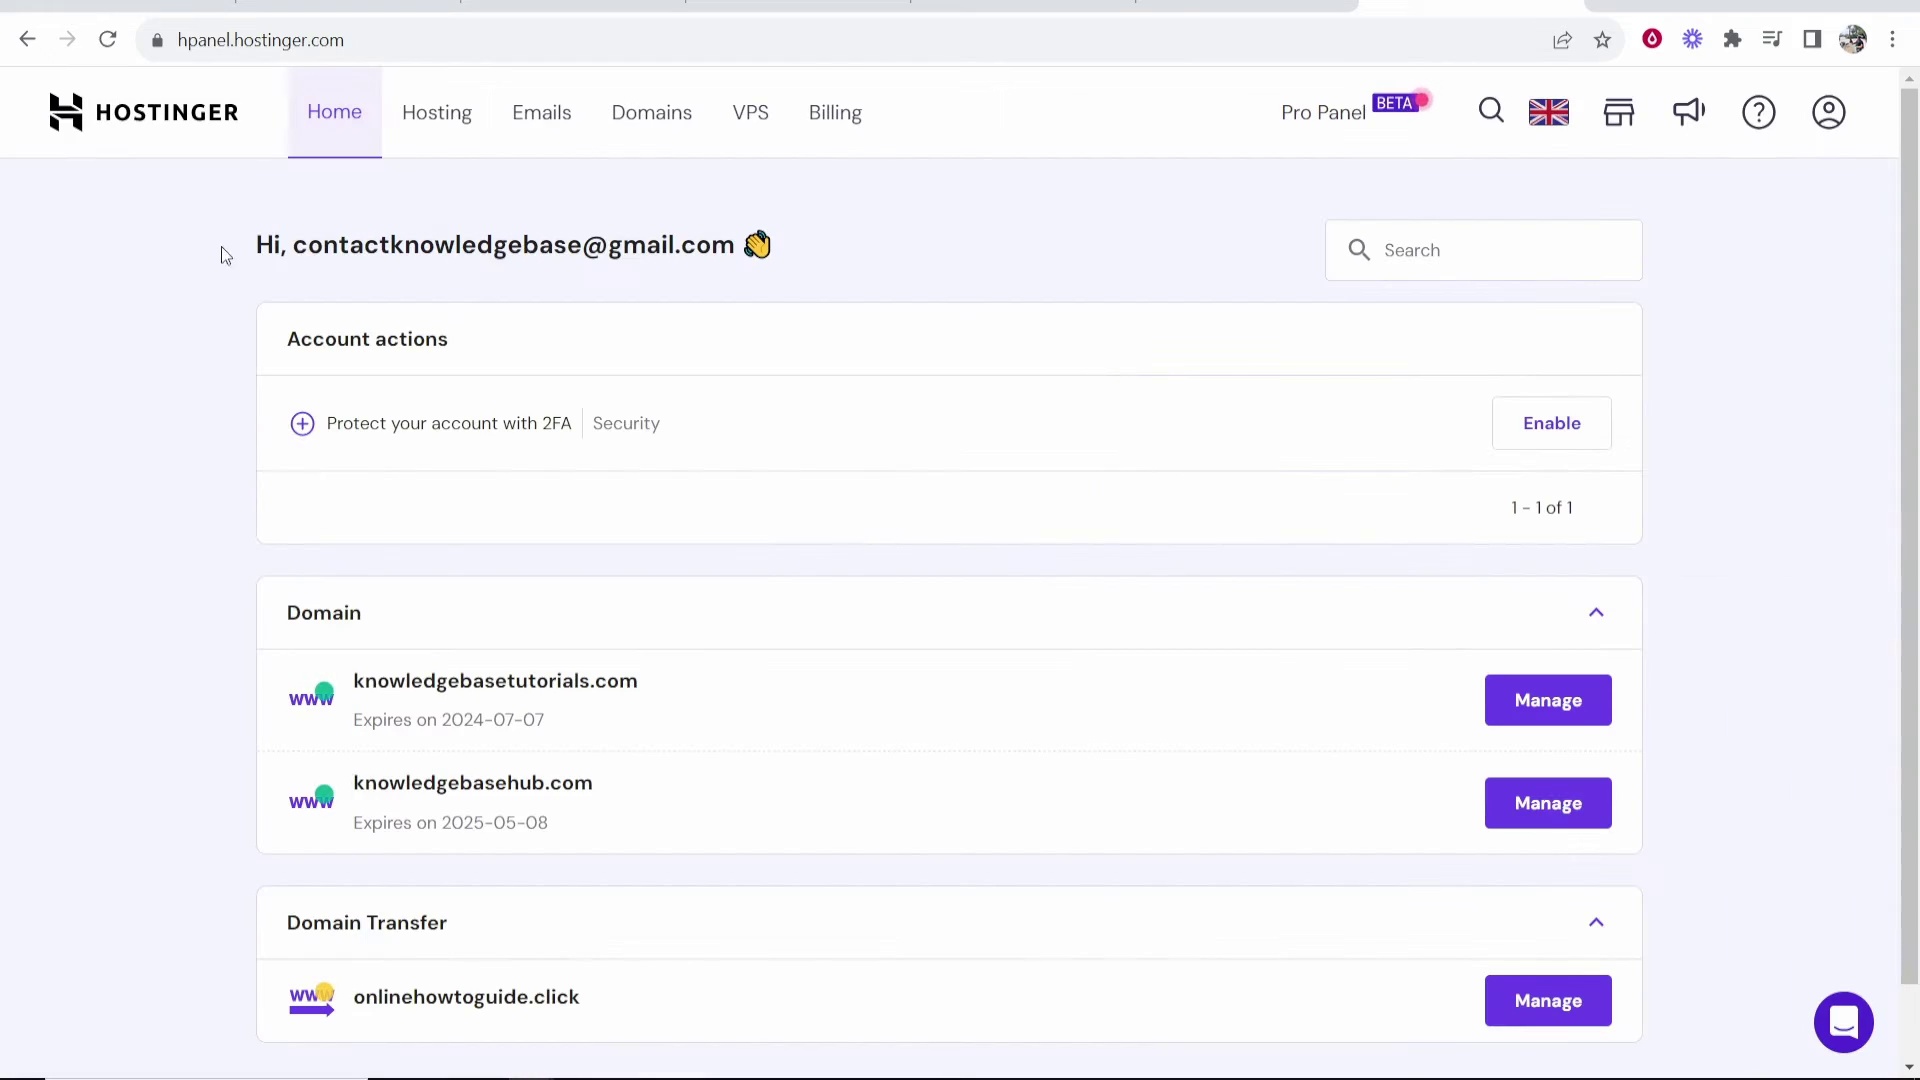 hpanel.hostinger.com
HOSTINGER
Home
Hosting
Emails
Domains
VPS
Billing
Pro Panel
BETA
Hi, contactknowledgebase@gmail.com
Search
Account actions
Protect your account with 2FA
Security
Enable
1 - 1 of 1
Domain
www
knowledgebasetutorials.com
Expires on 2024-07-07
Manage
www
knowledgebasehub.com
Expires on 2025-05-08
Manage
Domain Transfer
www
onlinehowtoguide.click
Manage